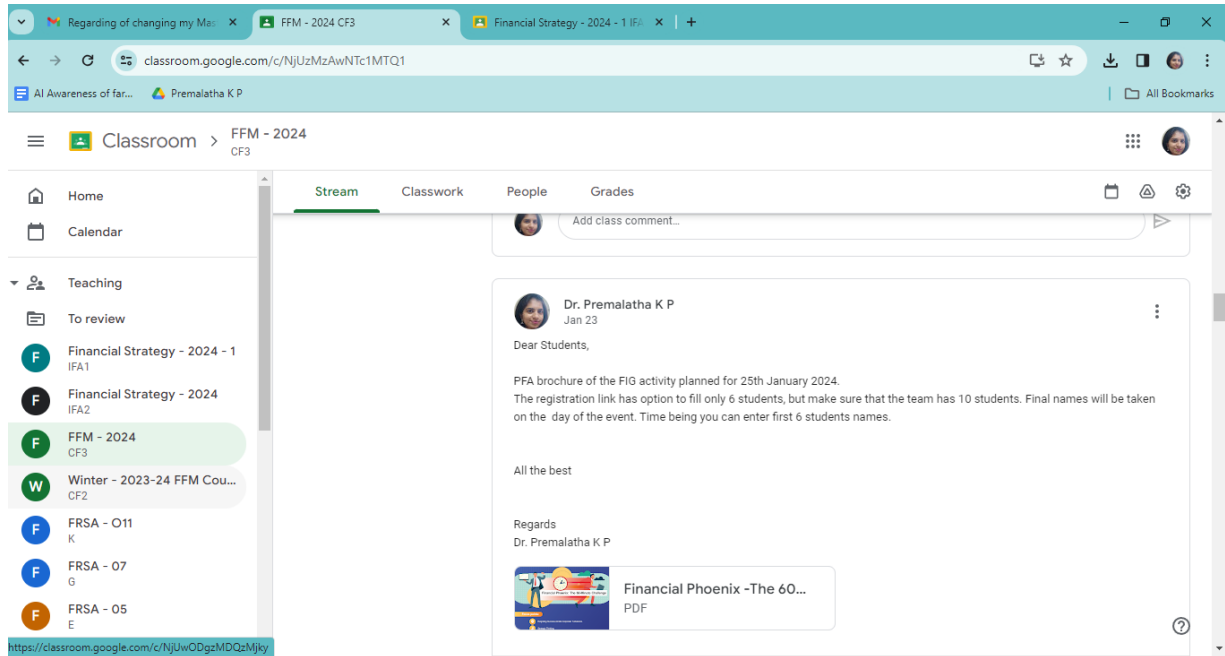 Regarding of changing my Mas
FFM - 2024 CF3
Financial Strategy - 2024 - 1 IFA
classroom.google.com/c/NjUzMzAwNTc1MTQ1
AI Awareness of far...
Premalatha K P
All Bookmarks
Classroom > FFM - 2024
CF3
Home
Calendar
Teaching
To review
F
Financial Strategy - 2024 - 1
IFA1
F
Financial Strategy - 2024
IFA2
F
FFM - 2024
CF3
W
Winter - 2023-24 FFM Cou...
CF2
F
FRSA - O11
K
F
FRSA - 07
G
F
FRSA - 05
E
https://classroom.google.com/c/NjUwODgzMDQzMjky
Stream Classwork People Grades
Add class comment...
Dr. Premalatha K P
Jan 23
Dear Students,
PFA brochure of the FIG activity planned for 25th January 2024.
The registration link has option to fill only 6 students, but make sure that the team has 10 students. Final names will be taken
on the day of the event. Time being you can enter first 6 students names.
All the best
Regards
Dr. Premalatha K P
Financial Phoenix -The 60...
PDF